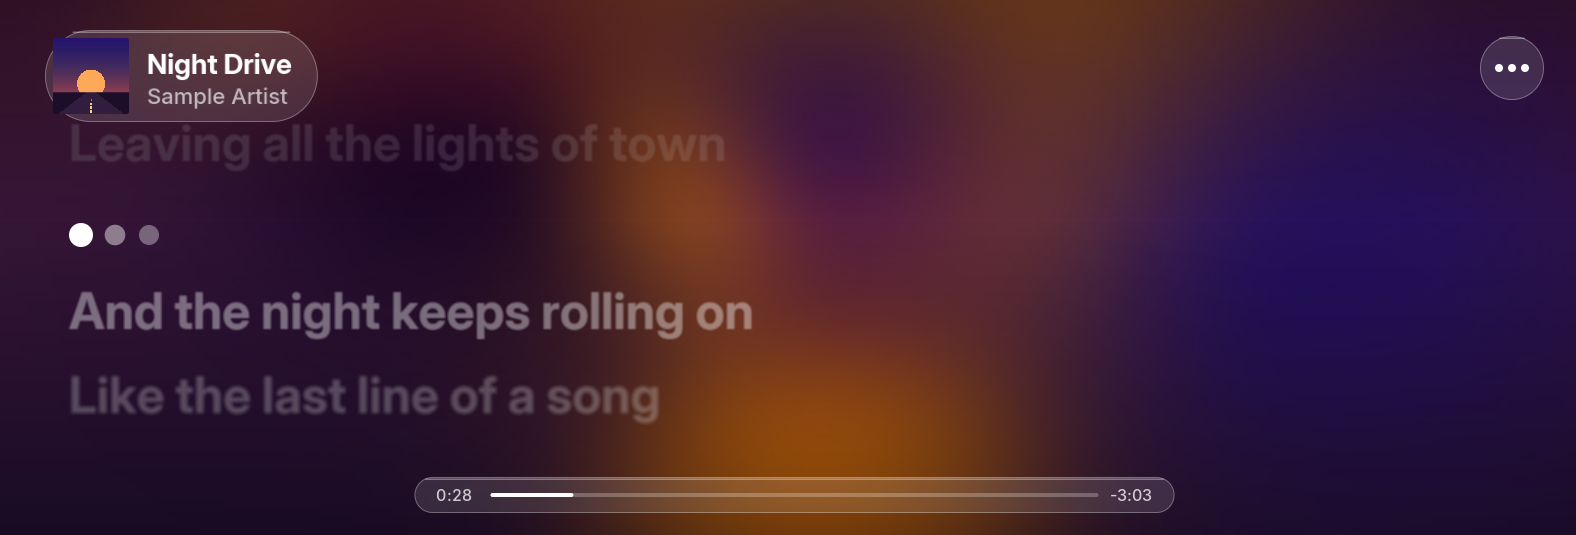 Night Drive
Sample Artist
Leaving all the lights of town
And the night keeps rolling on
Like the last line of a song
0:28
-3:03